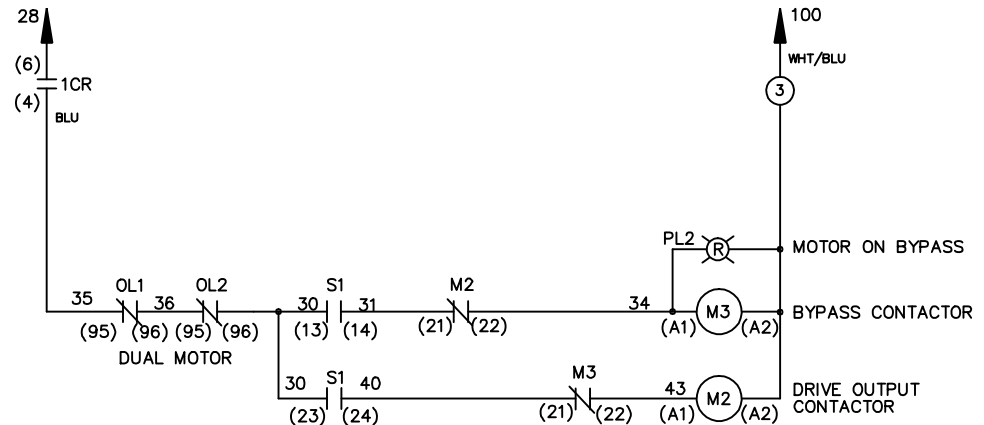 28 100
(6) WHT/BLU
1CR
(4) 3
BLU
PL2 R MOTOR ON BYPASS
35 OL1 36 OL2 30 S1 31 M2 34 M3 BYPASS CONTACTOR
(95) (96) (95) (96) (13) (14) (21) (22) (A1) (A2)
DUAL MOTOR
30 S1 40 M3 43 M2 DRIVE OUTPUT
CONTACTOR
(23) (24) (21) (22) (A1) (A2)